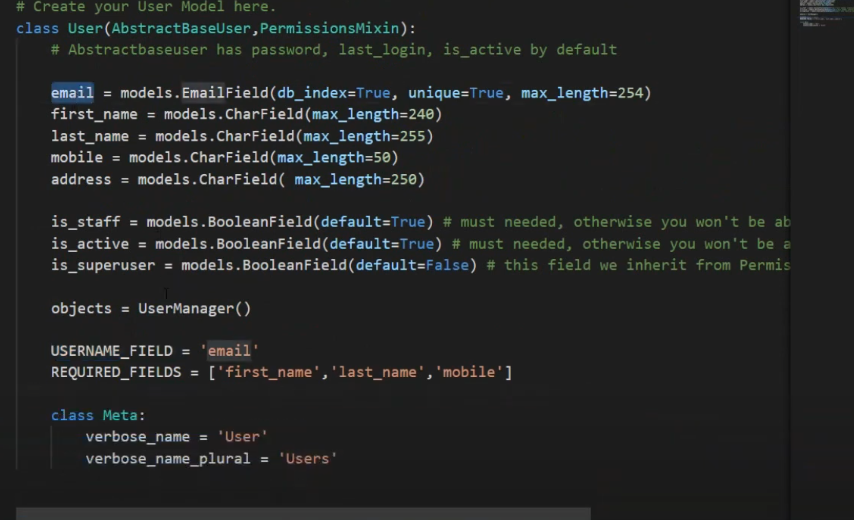 # Create your User Model here.
class User(AbstractBaseUser,PermissionsMixin):
    # Abstractbaseuser has password, last_login, is_active by default
    email = models.EmailField(db_index=True, unique=True, max_length=254)
    first_name = models.CharField(max_length=240)
    last_name = models.CharField(max_length=255)
    mobile = models.CharField(max_length=50)
    address = models.CharField( max_length=250)
    is_staff = models.BooleanField(default=True) # must needed, otherwise you won't be ab
    is_active = models.BooleanField(default=True) # must needed, otherwise you won't be a
    is_superuser = models.BooleanField(default=False) # this field we inherit from Permis
    objects = UserManager()
    USERNAME_FIELD = 'email'
    REQUIRED_FIELDS = ['first_name','last_name','mobile']
    class Meta:
        verbose_name = 'User'
        verbose_name_plural = 'Users'